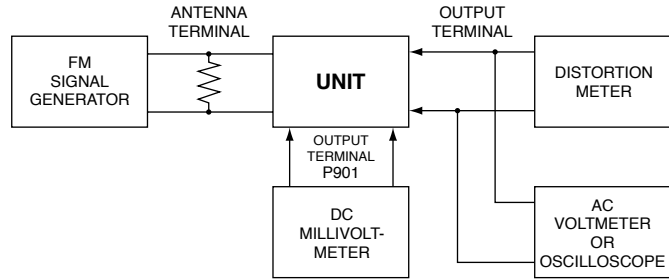 ANTENNA
TERMINAL
OUTPUT
TERMINAL
FM
SIGNAL
GENERATOR
UNIT
DISTORTION
METER
OUTPUT
TERMINAL
P901
DC
MILLIVOLT-
METER
AC
VOLTMETER
OR
OSCILLOSCOPE